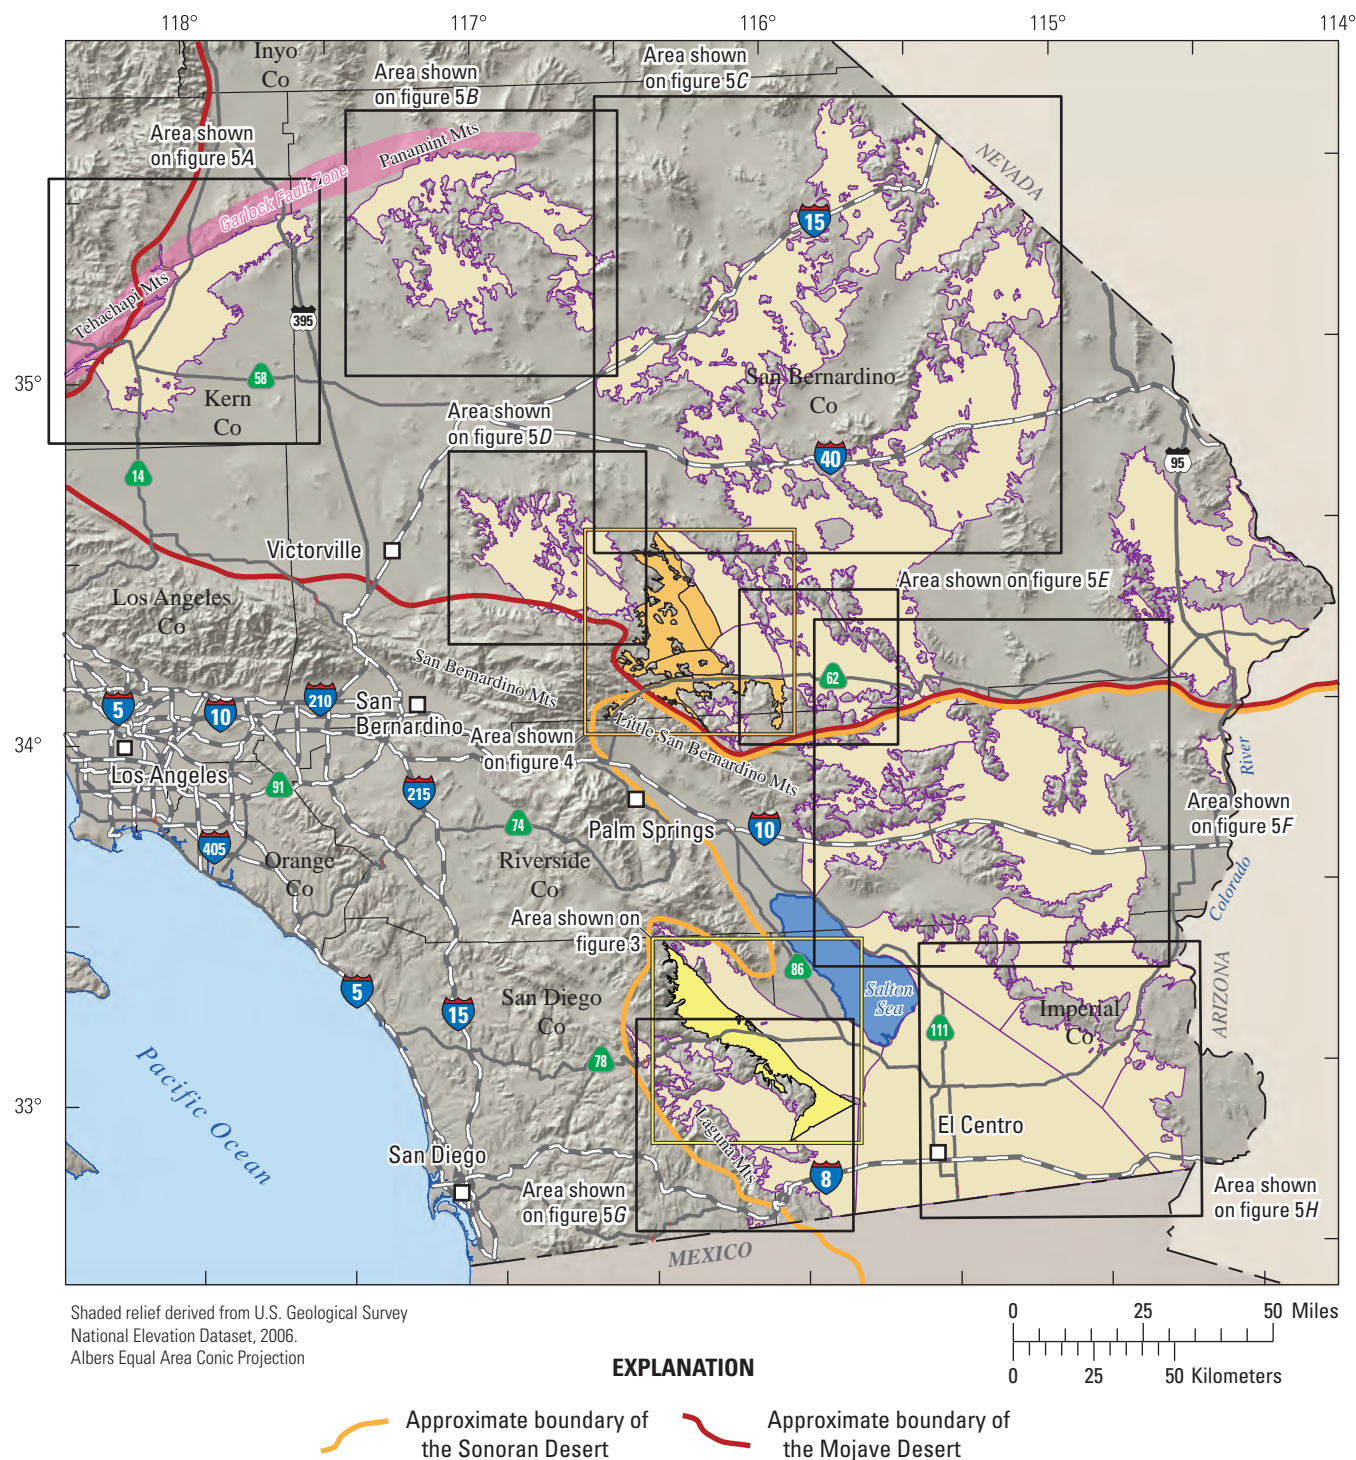 118°
117°
116°
115°
114°
Inyo
Co
Area shown
on figure 5B
Area shown
on figure 5C
Area shown
on figure 5A
Panamint Mts
Garlock Fault Zone
NEVADA
15
Tehachapi Mts
395
35°
58
Kern
Co
San Bernardino
Co
Area shown
on figure 5D
40
95
14
Victorville
Area shown on figure 5E
Los Angeles
Co
San Bernardino Mts
62
5
10
210
San
Bernardino
34°
Area shown
on figure 4
Little San Bernardino Mts
Los Angeles
91
215
74
Palm Springs
10
River
Area shown
on figure 5F
405
Orange
Co
Riverside
Co
Colorado
Area shown on
figure 3
86
5
15
San Diego
Co
Salton
Sea
111
Imperial
Co
ARIZONA
78
33°
Pacific Ocean
Laguna Mts
El Centro
San Diego
8
Area shown
on figure 5G
Area shown
on figure 5H
MEXICO
Shaded relief derived from U.S. Geological Survey
National Elevation Dataset, 2006.
Albers Equal Area Conic Projection
0 25 50 Miles
0 25 50 Kilometers
EXPLANATION
Approximate boundary of
the Sonoran Desert
Approximate boundary of
the Mojave Desert